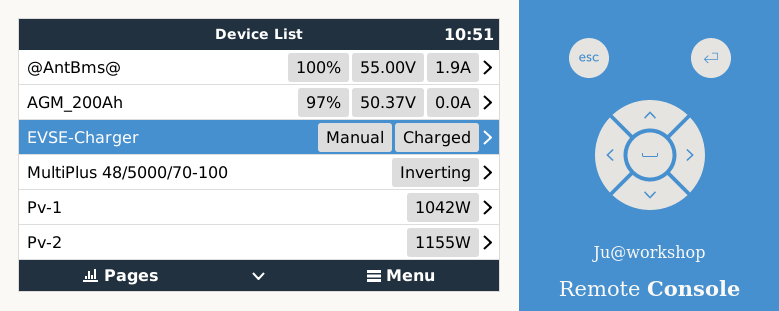 Device List 10:51
@AntBms@ 100% 55.00V 1.9A
AGM_200Ah 97% 50.37V 0.0A
EVSE-Charger Manual Charged
MultiPlus 48/5000/70-100 Inverting
Pv-1 1042W
Pv-2 1155W
Pages Menu
esc
Ju@workshop
Remote Console